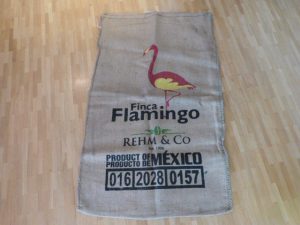 Finca
Flamingo
REHM & Co
PRODUCT OF
PRODUCTO DE
MÉXICO
016 2028 0157